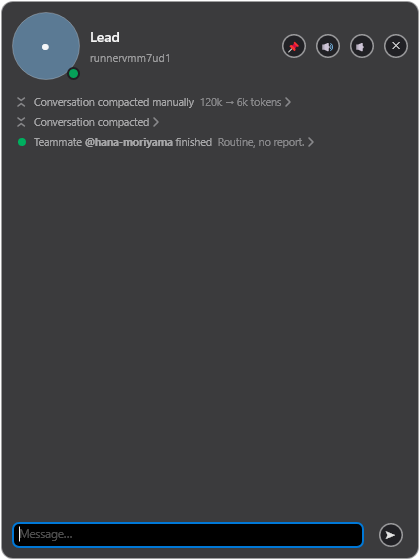 Lead
runnervmm7ud1
Conversation compacted manually 120k → 6k tokens
Conversation compacted
Teammate @hana-moriyama finished Routine, no report.
Message...